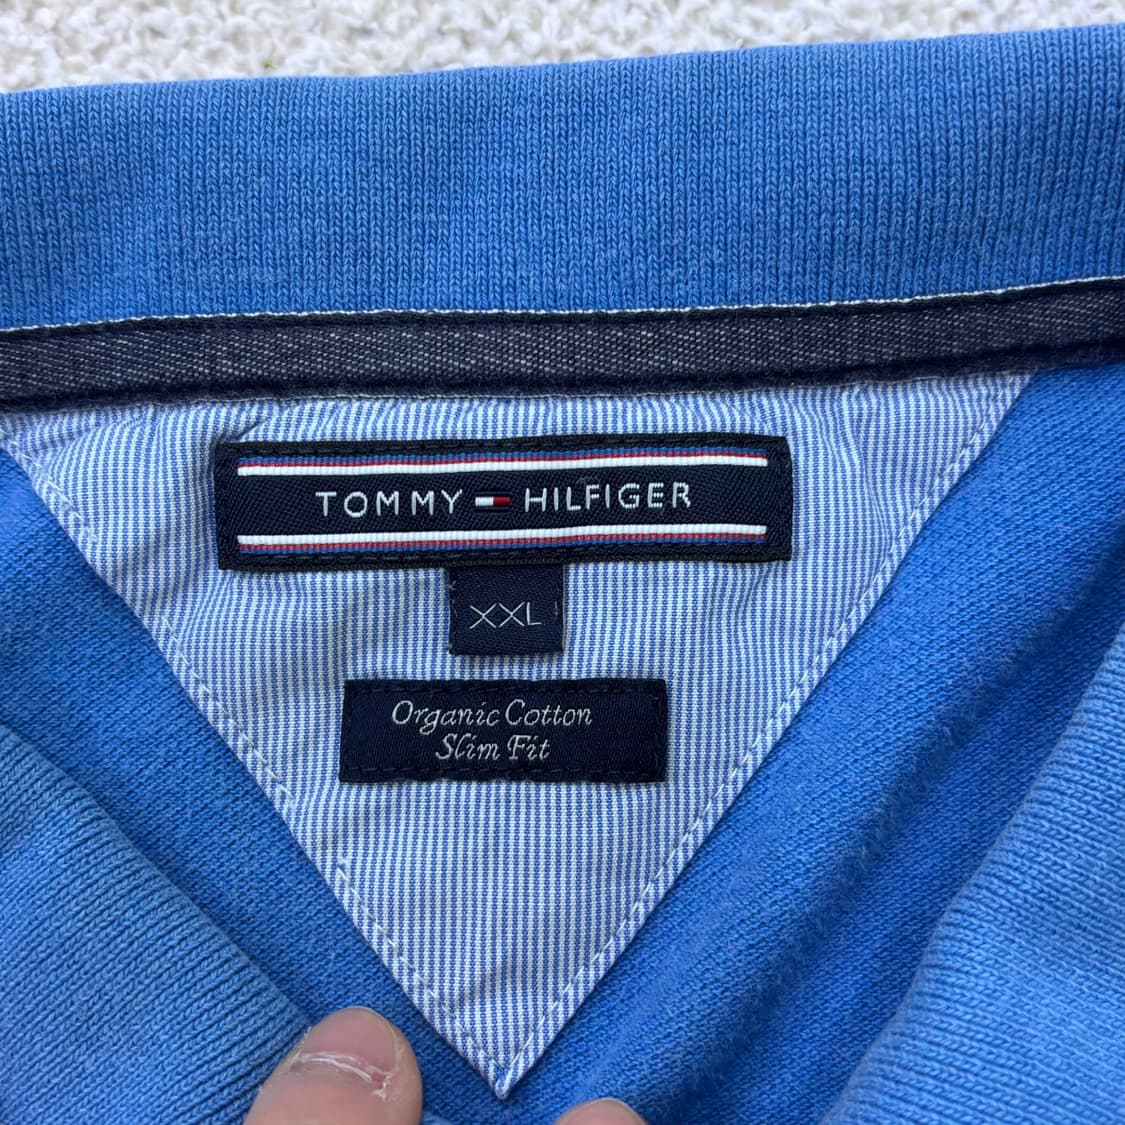 TOMMY HILFIGER
XXL
Organic Cotton
Slim Fit